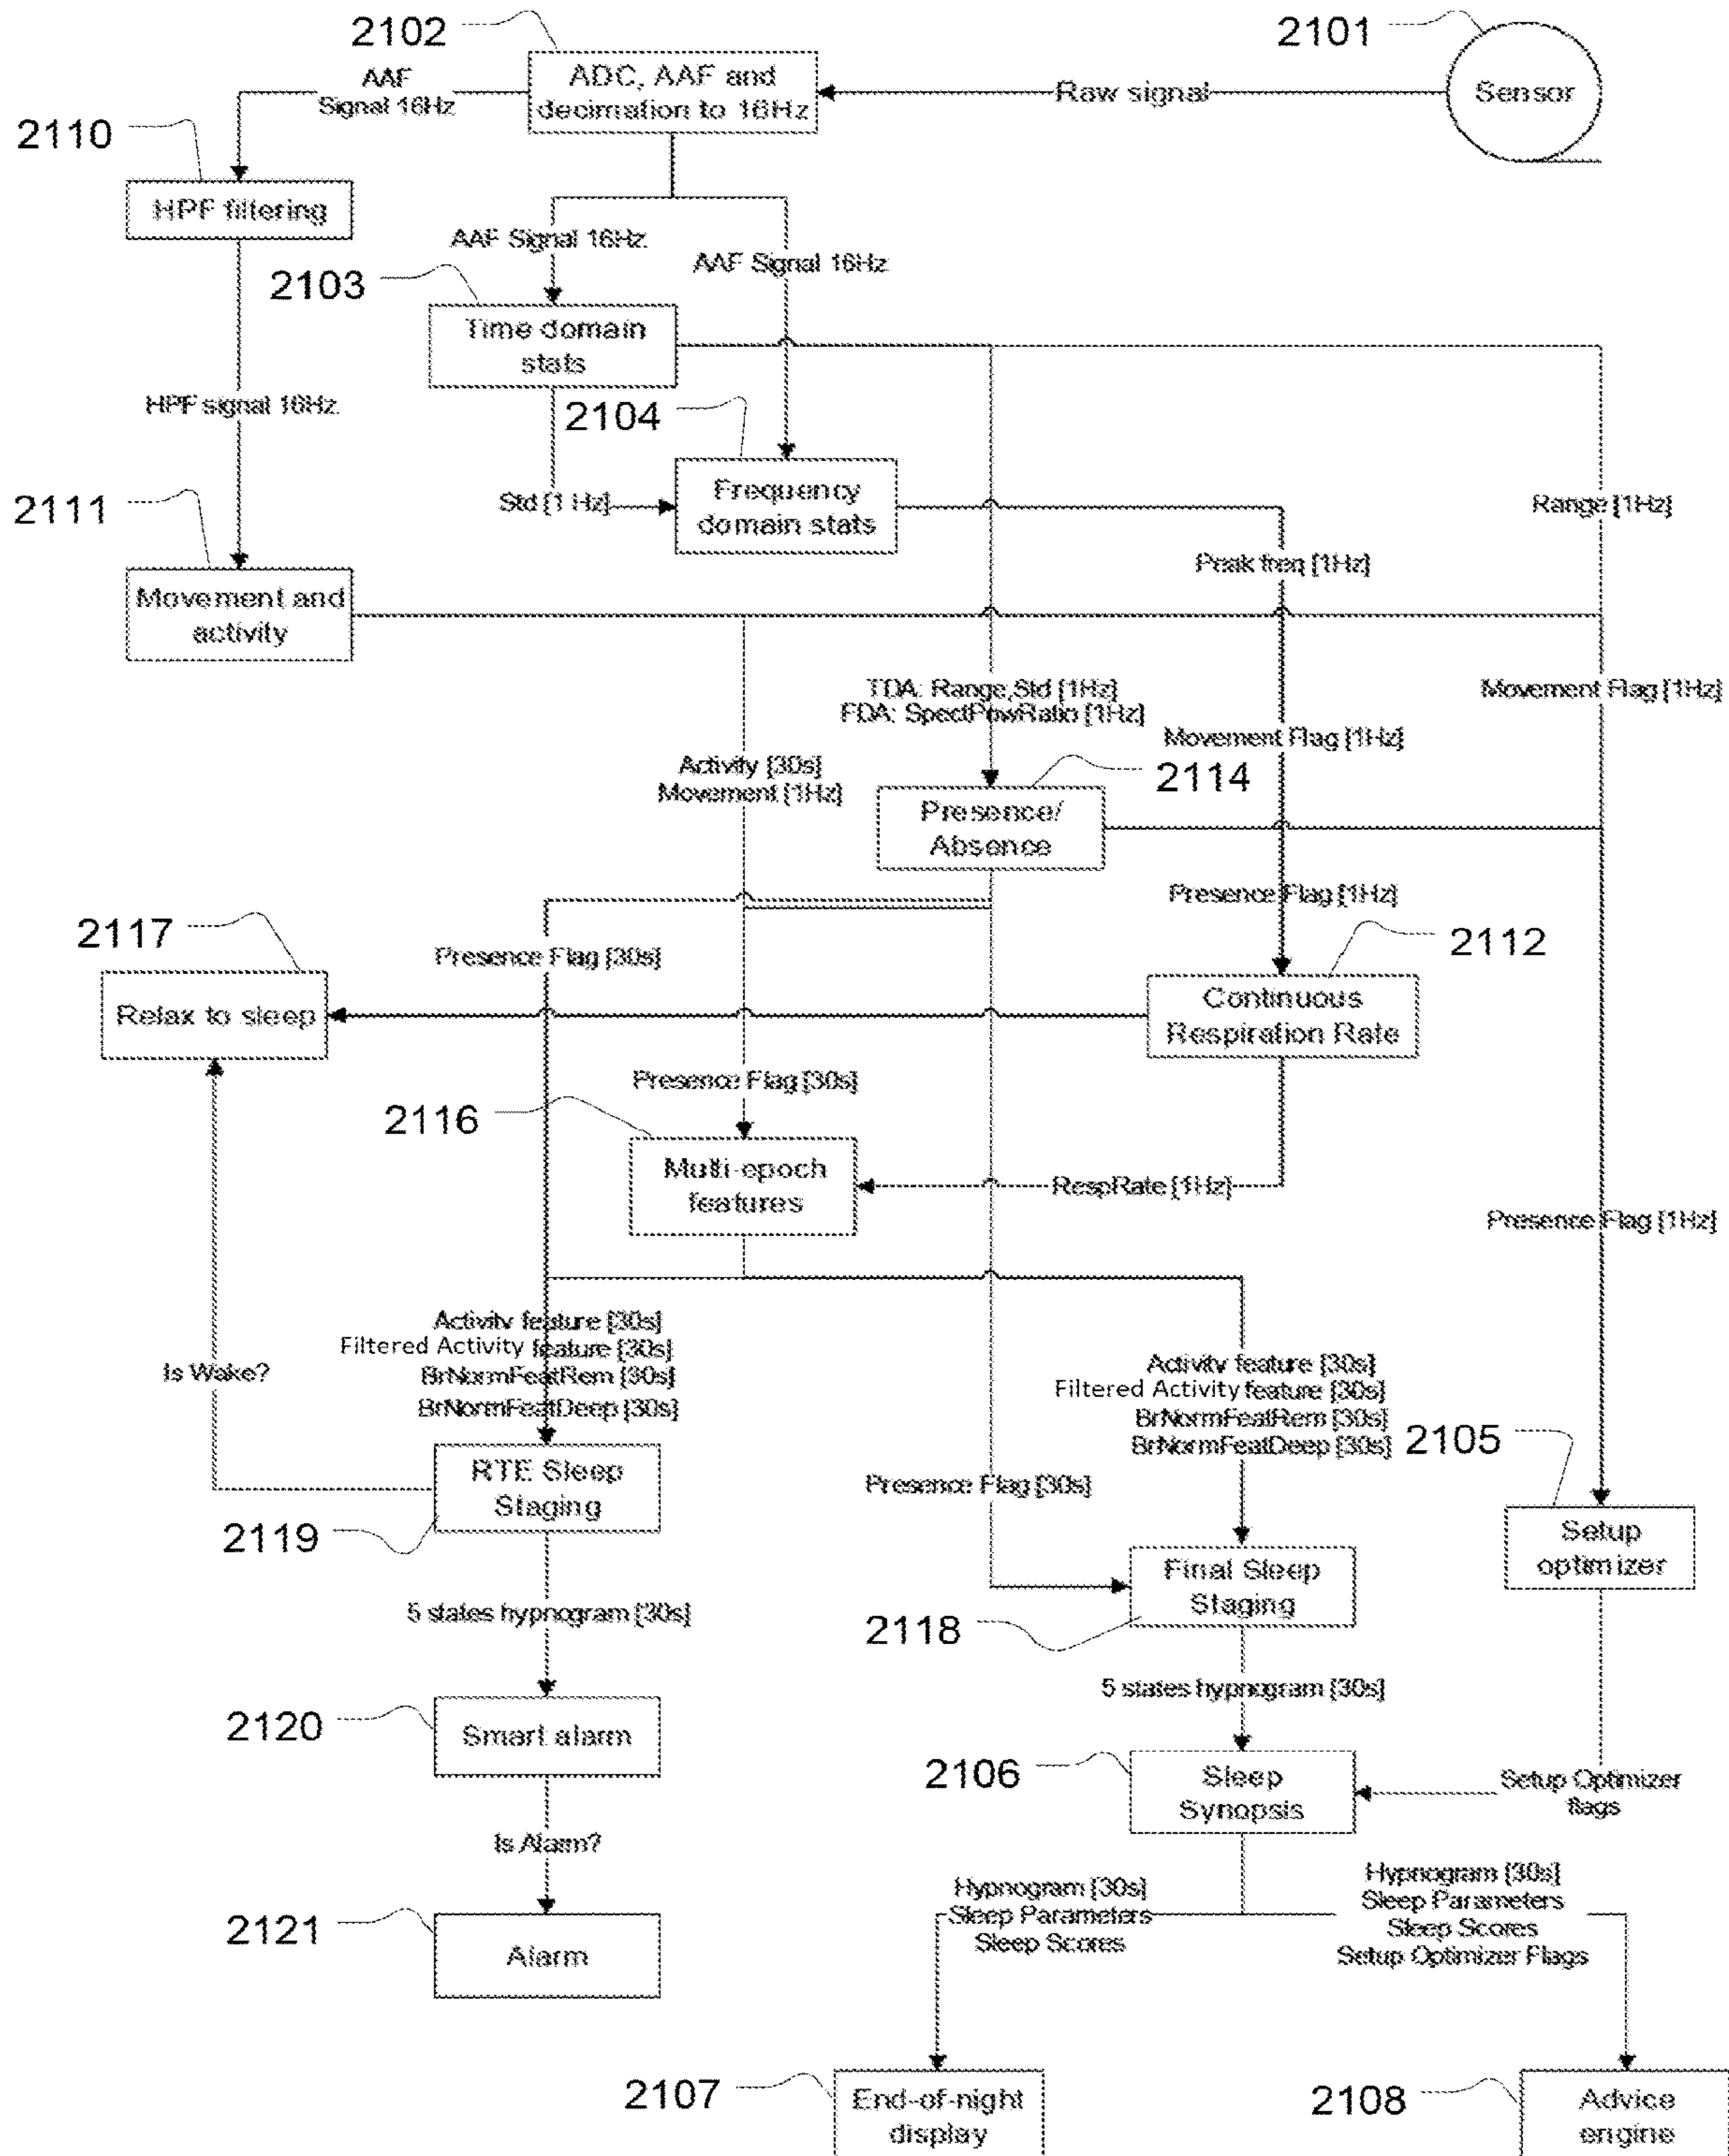 2102
2101
AAF
Signal 16Hz
ADC, AAF and
decimation to 16Hz
Raw signal
Sensor
2110
HPF filtering
AAF Signal 16Hz
AAF Signal 16Hz
2103
Time domain
stats
HPF signal 16Hz
2104
Std [1 Hz]
Frequency
domain stats
Range [1Hz]
2111
Peak freq [1Hz]
Movement and
activity
TDA: Range,Std [1Hz]
FDA: SpectPowRatio [1Hz]
Movement Flag [1Hz]
Movement Flag [1Hz]
Activity [30s]
Movement [1Hz]
2114
Presence/
Absence
Presence Flag [1Hz]
2117
2112
Presence Flag [30s]
Relax to sleep
Continuous
Respiration Rate
Presence Flag [30s]
2116
Multi-epoch
features
RespRate [1Hz]
Presence Flag [1Hz]
Activity feature [30s]
Filtered Activity feature [30s]
BrNormFeatRem [30s]
BrNormFeatDeep [30s]
Is Wake?
Activity feature [30s]
Filtered Activity feature [30s]
BrNormFeatRem [30s]
BrNormFeatDeep [30s]
2105
RTE Sleep
Staging
Presence Flag [30s]
2119
Setup
optimizer
Final Sleep
Staging
5 states hypnogram [30s]
2118
5 states hypnogram [30s]
2120
Smart alarm
2106
Sleep
Synopsis
Setup Optimizer
flags
Is Alarm?
Hypnogram [30s]
Sleep Parameters
Sleep Scores
Hypnogram [30s]
Sleep Parameters
Sleep Scores
Setup Optimizer Flags
2121
Alarm
2107
End-of-night
display
2108
Advice
engine